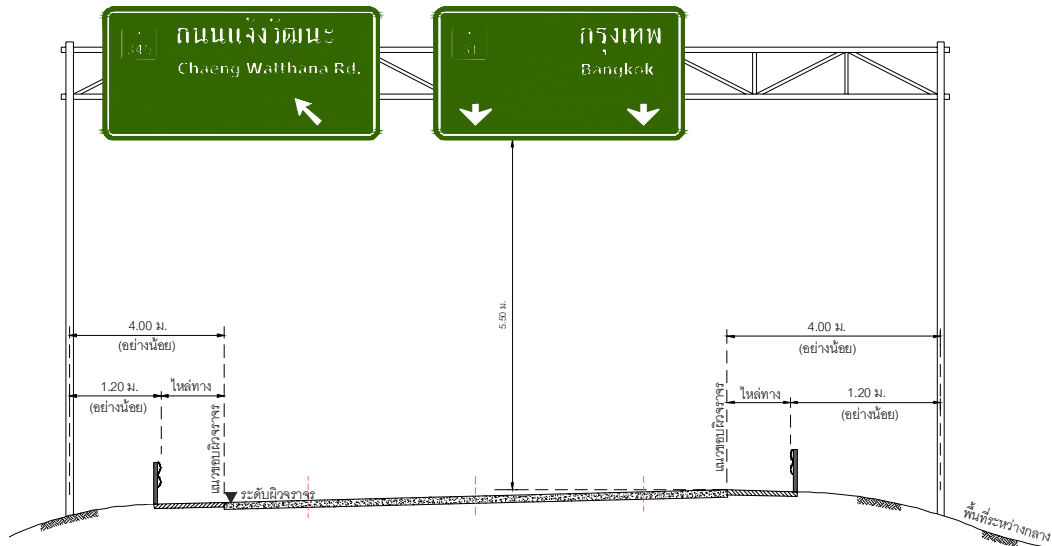 340
ถนนแจ้งวัฒนะ
Chaeng Watthana Rd.
31
กรุงเทพ
Bangkok
5.50 ม.
4.00 ม.
(อย่างน้อย)
1.20 ม.
(อย่างน้อย)
ไหล่ทาง
แนวขอบผิวจราจร
ระดับผิวจราจร
4.00 ม.
(อย่างน้อย)
ไหล่ทาง
1.20 ม.
(อย่างน้อย)
แนวขอบผิวจราจร
พื้นที่ระหว่างกลาง